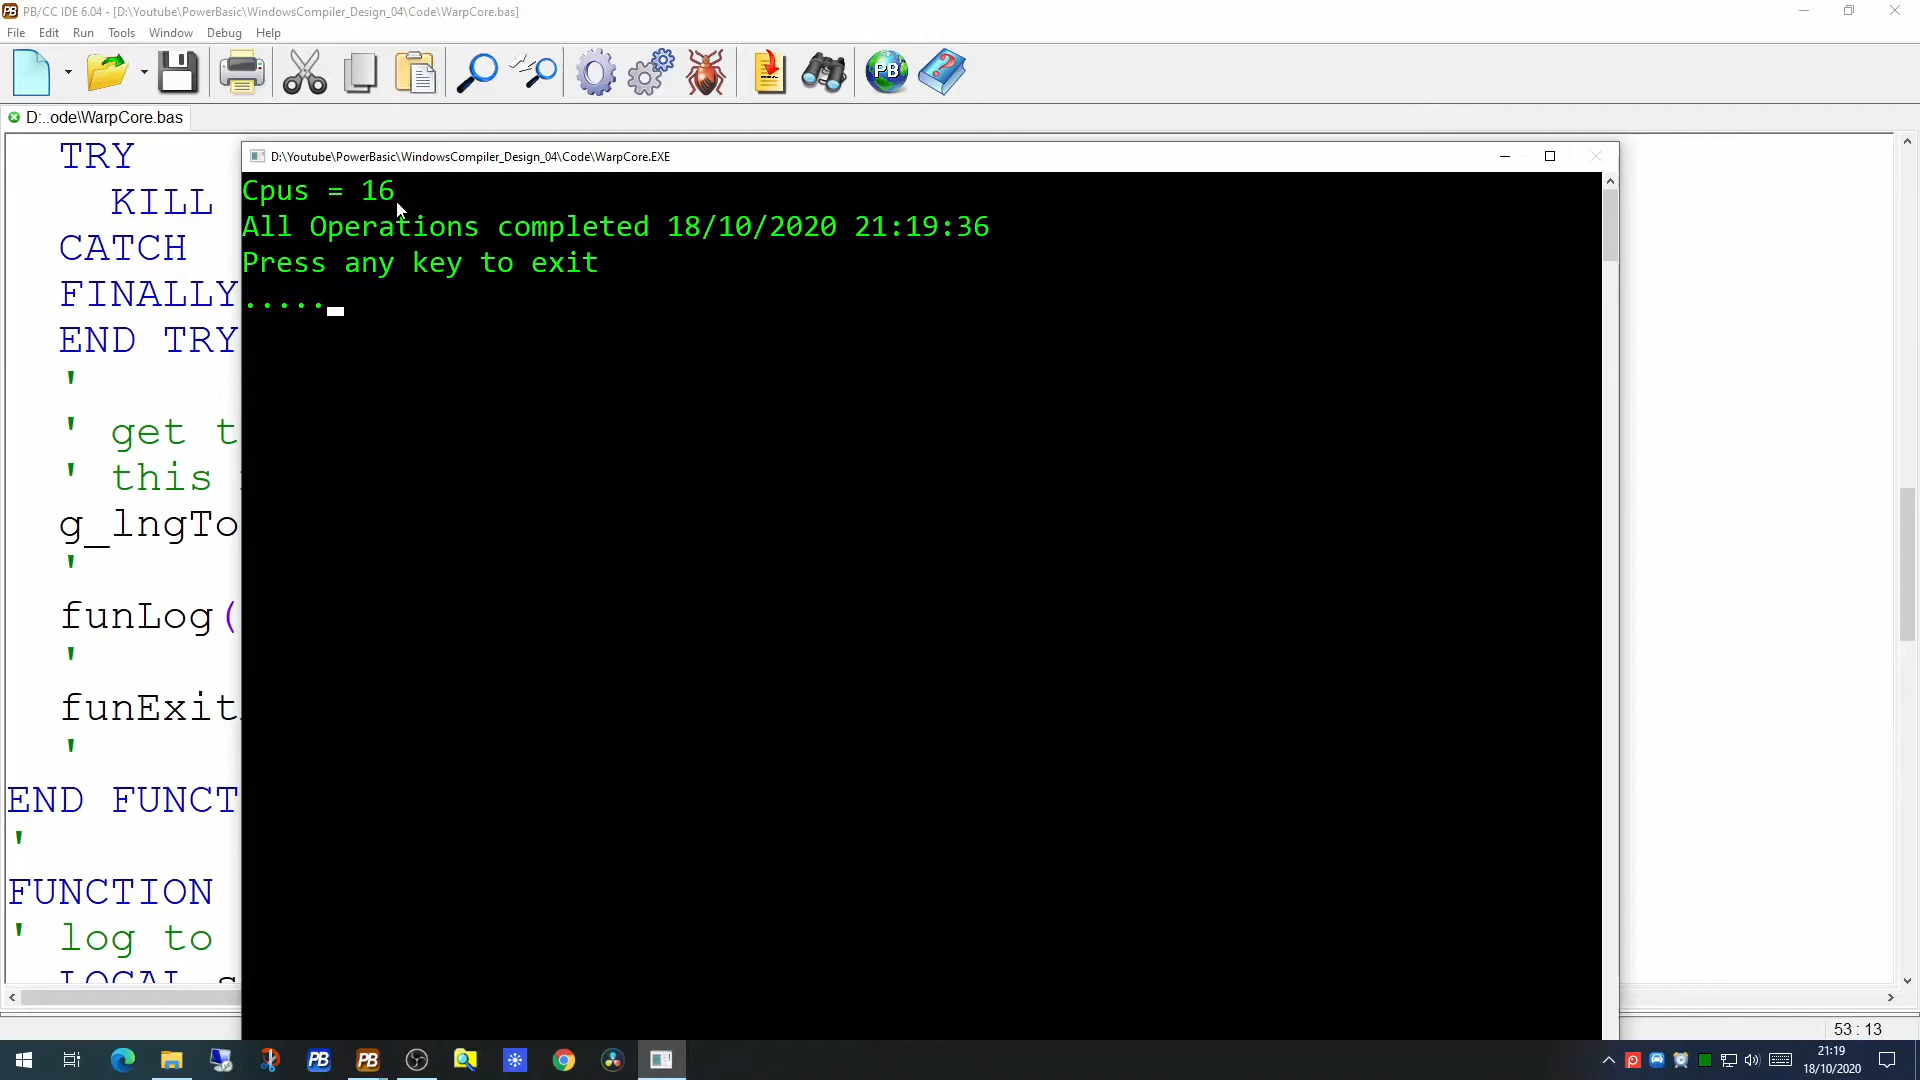 PB/CC IDE 6.04 - [D:\Youtube\PowerBasic\WindowsCompiler_Design_04\Code\WarpCore.bas]
File Edit Run Tools Window Debug Help
D:..ode\WarpCore.bas
D:\Youtube\PowerBasic\WindowsCompiler_Design_04\Code\WarpCore.EXE
Cpus = 16
All Operations completed 18/10/2020 21:19:36
Press any key to exit
.....
TRY
KILL
CATCH
FINALLY
END TRY
'
' get t
' this
g_lngTo
'
funLog(
'
funExit
'
END FUNCT
'
FUNCTION
' log to
LOCAL s
53 : 13
21:19
18/10/2020